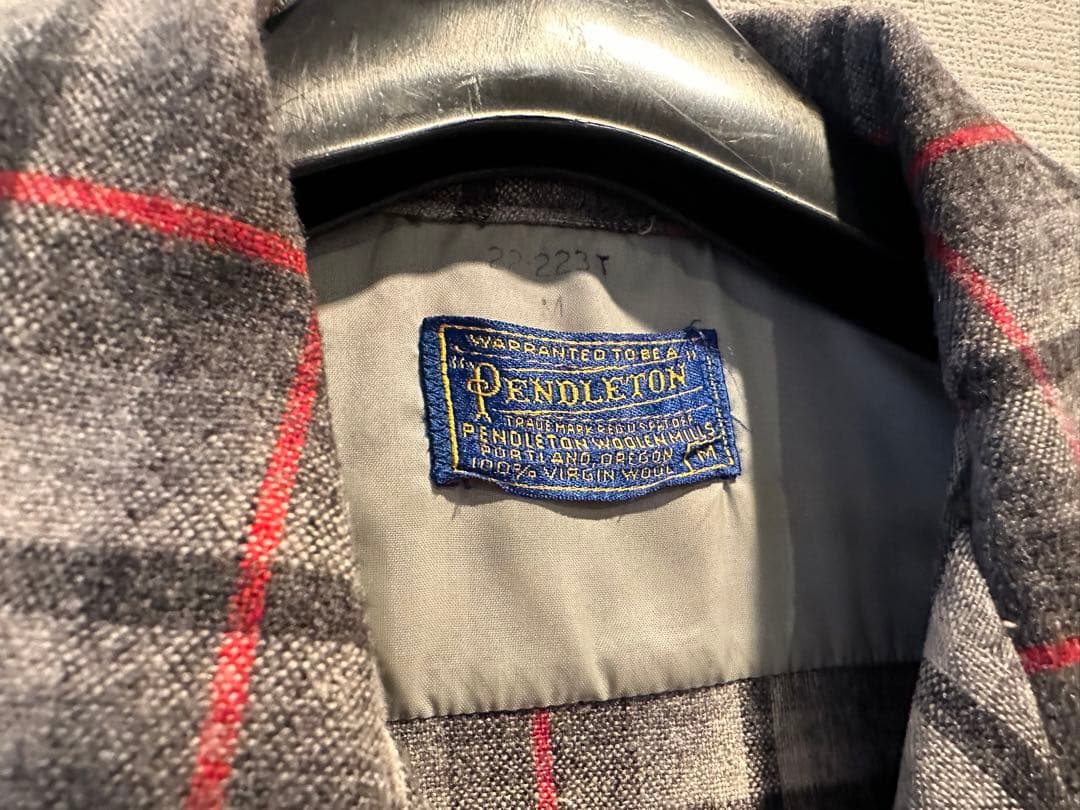 22-223T
M
WARRANTED TO BE A
"PENDLETON"
TRADE MARK REG U.S PAT OFF
PENDLETON WOOLEN MILLS
PORTLAND, OREGON
100% VIRGIN WOOL M